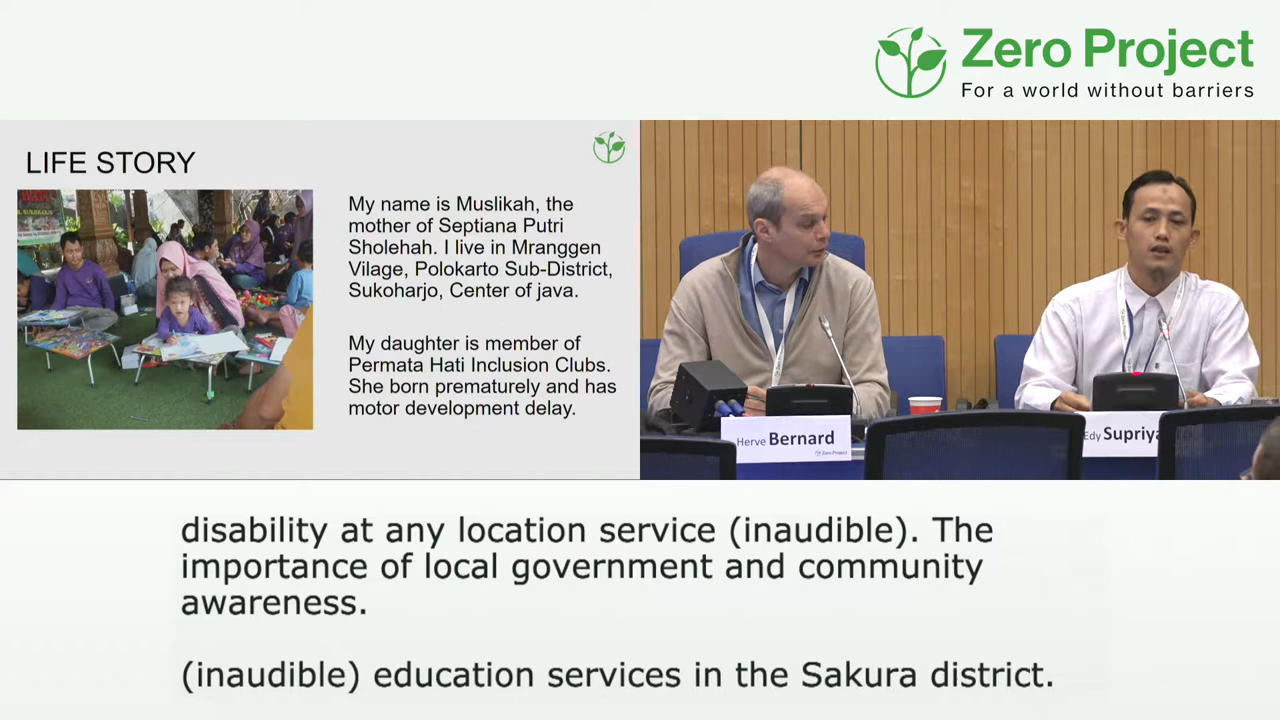 Zero Project
For a world without barriers
LIFE STORY
My name is Muslikah, the
mother of Septiana Putri
Sholehah. I live in Mranggen
Vilage, Polokarto Sub-District,
Sukoharjo, Center of java.
My daughter is member of
Permata Hati Inclusion Clubs.
She born prematurely and has
motor development delay.
Herve Bernard
Zero Project
Edy
disability at any location service (inaudible). The
importance of local government and community
awareness.
(inaudible) education services in the Sakura district.